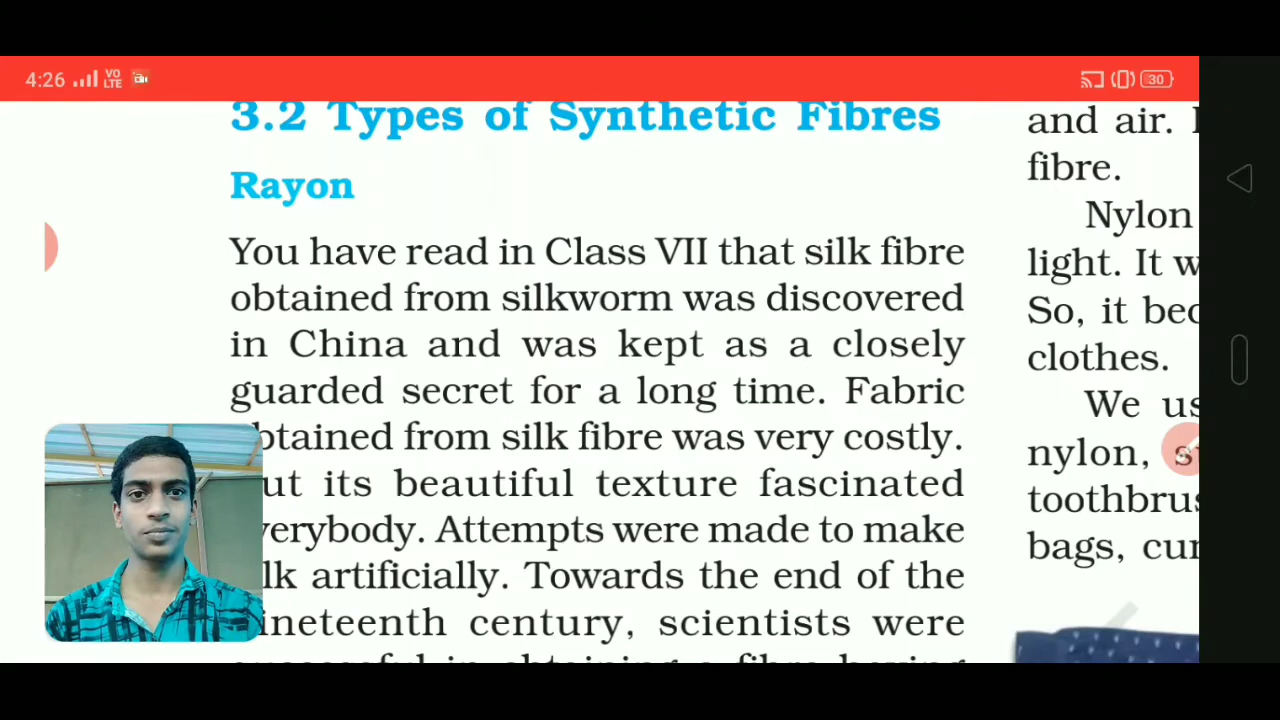 4:26 VO LTE 30
3.2 Types of Synthetic Fibres
Rayon
You have read in Class VII that silk fibre
obtained from silkworm was discovered
in China and was kept as a closely
guarded secret for a long time. Fabric
btained from silk fibre was very costly.
ut its beautiful texture fascinated
verybody. Attempts were made to make
lk artificially. Towards the end of the
ineteenth century, scientists were
and air.
fibre.
Nylon
light. It w
So, it bec
clothes.
We us
nylon,
toothbrus
bags, cur